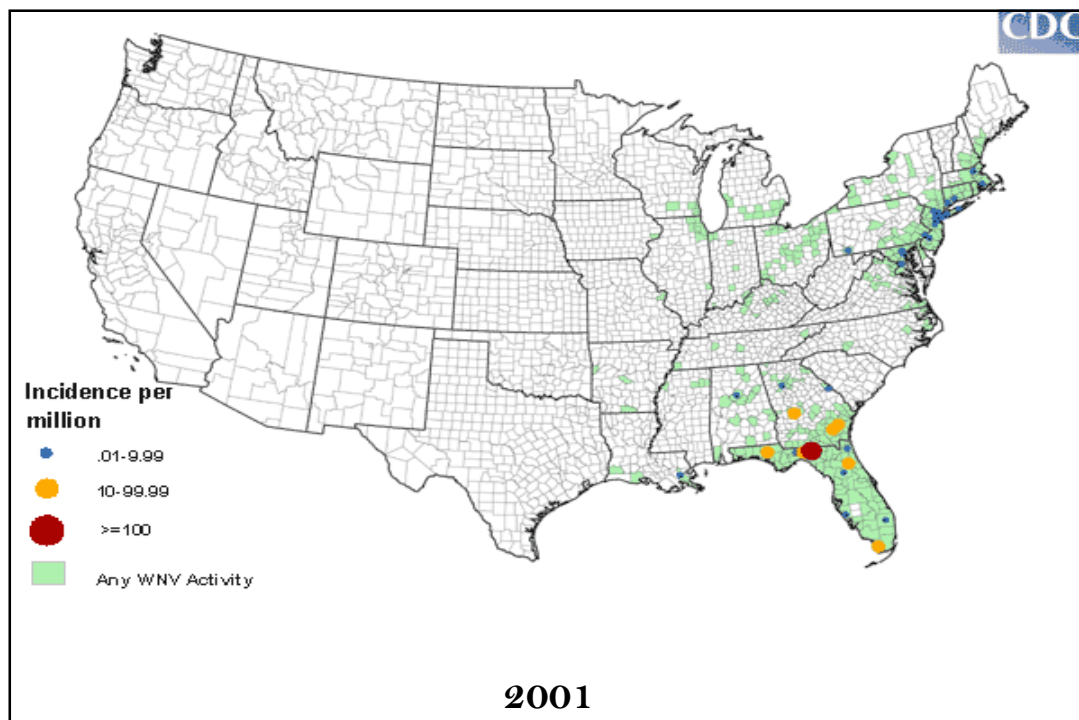 CDC
Incidence per
million
.01-9.99
10-99.99
>=100
Any WNV Activity
2001